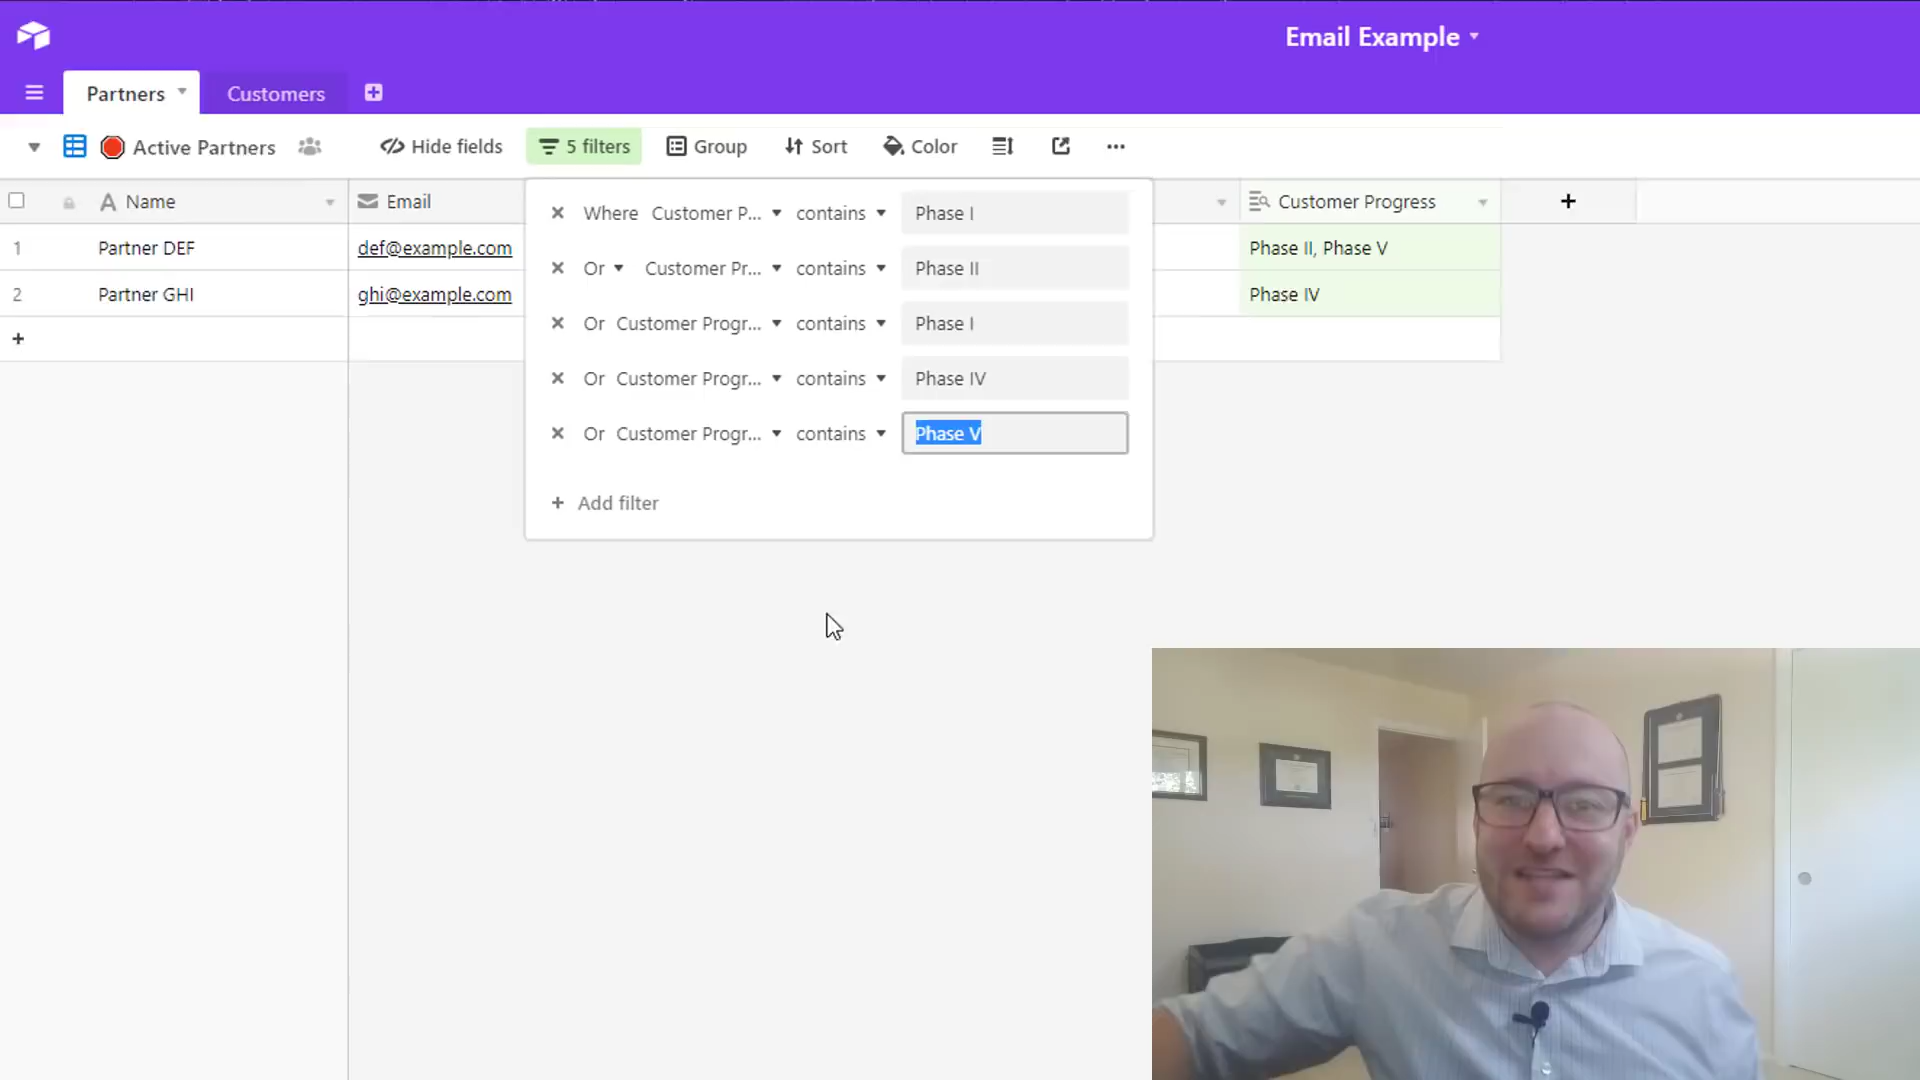 Email Example
Partners
Customers
Active Partners
Hide fields
5 filters
Group
Sort
Color
Name
Email
Customer Progress
1
Partner DEF
def@example.com
Phase II, Phase V
2
Partner GHI
ghi@example.com
Phase IV
Where Customer P... contains Phase I
Or Customer Pr... contains Phase II
Or Customer Progr... contains Phase I
Or Customer Progr... contains Phase IV
Or Customer Progr... contains Phase V
+ Add filter